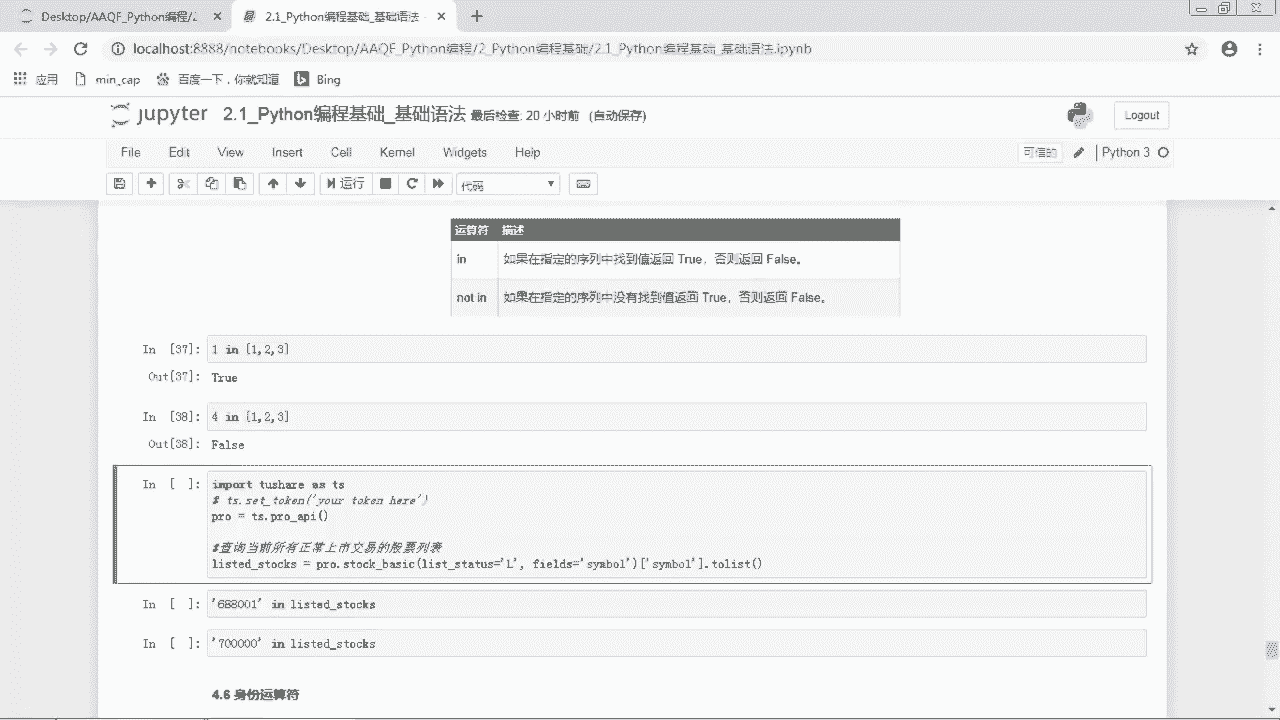 Desktop/AAQF_Python编程/2
2.1_Python编程基础_基础语法
localhost:8888/notebooks/Desktop/AAQF_Python编程/2_Python编程基础/2.1_Python编程基础_基础语法.ipynb
应用 min_cap 百度一下，你就知道 Bing
jupyter 2.1_Python编程基础_基础语法 最后检查: 20 小时前 (自动保存) Logout
File Edit View Insert Cell Kernel Widgets Help 可信的 Python 3
运行 代码
运算符 描述
in 如果在指定的序列中找到值返回 True，否则返回 False。
not in 如果在指定的序列中没有找到值返回 True，否则返回 False。
In [37]: 1 in [1,2,3]
Out[37]: True
In [38]: 4 in [1,2,3]
Out[38]: False
In [ ]: import tushare as ts
# ts.set_token('your token here')
pro = ts.pro_api()
#查询当前所有正常上市交易的股票列表
listed_stocks = pro.stock_basic(list_status='L', fields='symbol')['symbol'].tolist()
In [ ]: '688001' in listed_stocks
In [ ]: '700000' in listed_stocks
4.6 身份运算符